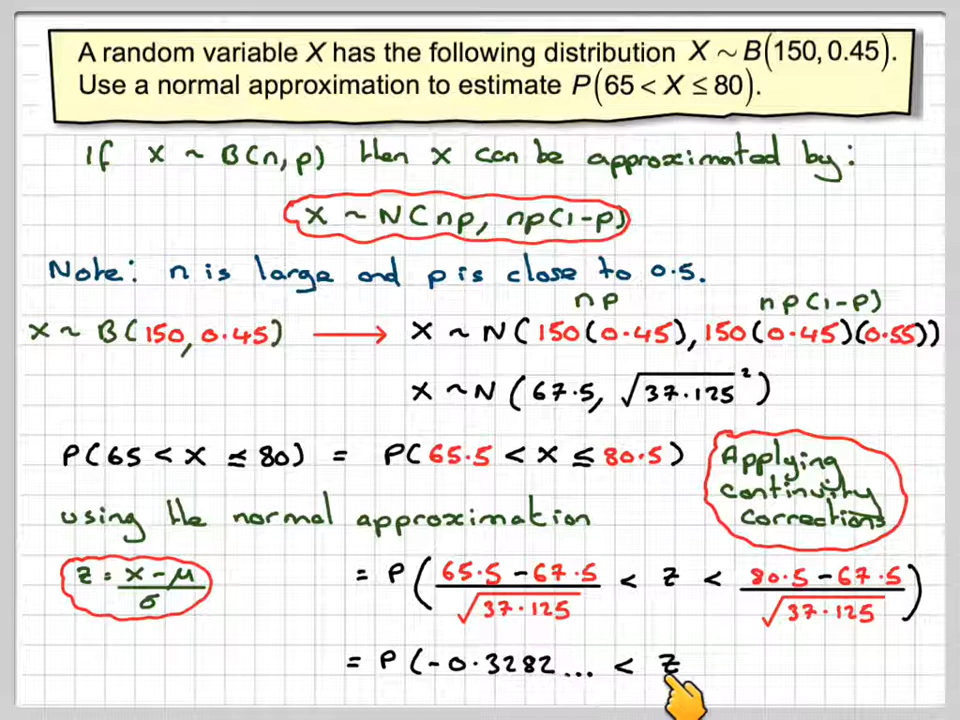 A random variable X has the following distribution X ~ B(150, 0.45).
Use a normal approximation to estimate P(65 < X ≤ 80).
If X ~ B(n, p) then X can be approximated by:
X ~ N(np, np(1-p)
Note: n is large and p is close to 0.5.
np np(1-p)
X ~ B(150, 0.45) ⟶ X ~ N(150(0.45), 150(0.45)(0.55))
X ~ N(67.5, √37.125²)
P(65 < X ≤ 80) = P(65.5 < X ≤ 80.5)
Applying
continuity
corrections
using the normal approximation
z = (x - μ)/σ
= P((65.5 - 67.5)/√37.125 < Z < (80.5 - 67.5)/√37.125)
= P(-0.3282... < Z